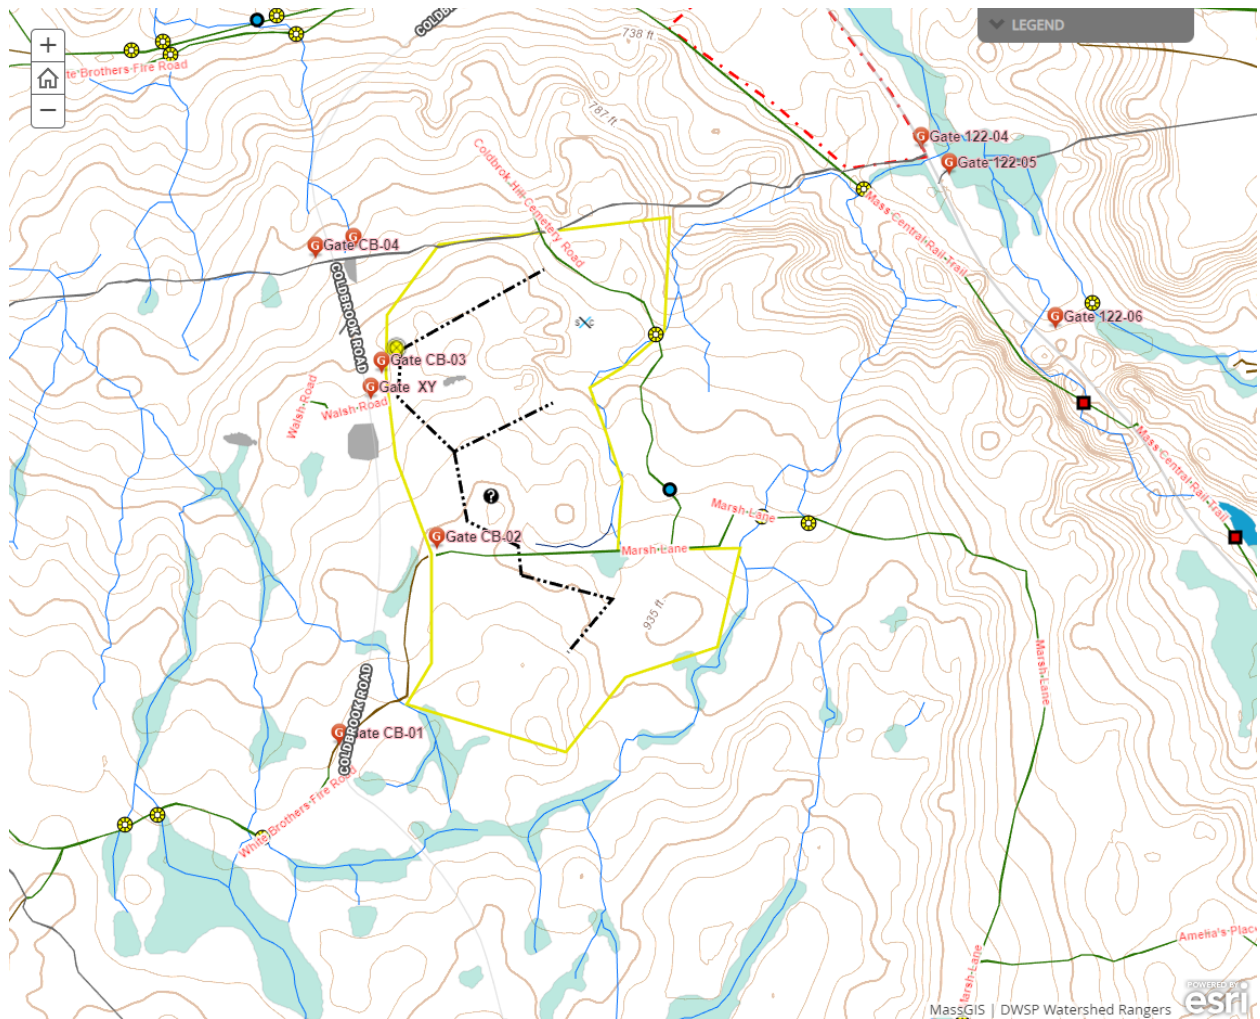 COLDB
738 ft
LEGEND
+
te Brothers Fire Road
−
787 ft
Gate 122-04
Coldbrok Hill Cemetery Road
Gate 122-05
Mass Central Rail Trail
G
G Gate CB-04
COLDBROOK ROAD
G Gate 122-06
G Gate CB-03
G Gate XY
Walsh Road
Walsh Road
Mass Central Rail Trail
?
Marsh Lane
G Gate CB-02
Marsh Lane
935 ft
Marsh Lane
COLDBROOK ROAD
G ate CB-01
White Brothers Fire Road
Amelia's Place
Marsh Lane
MassGIS | DWSP Watershed Rangers
POWERED BY
esri